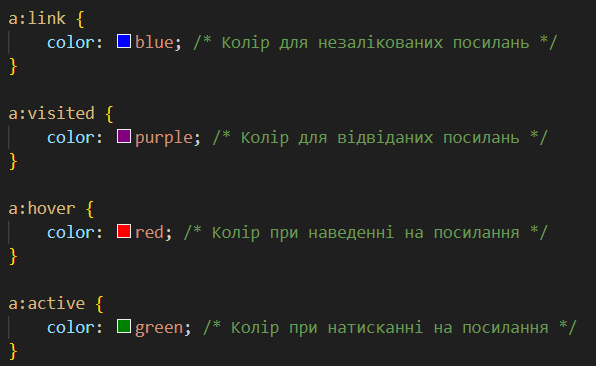 a:link {
color: blue; /* Колір для незалікованих посилань */
}
a:visited {
color: purple; /* Колір для відвіданих посилань */
}
a:hover {
color: red; /* Колір при наведенні на посилання */
}
a:active {
color: green; /* Колір при натисканні на посилання */
}